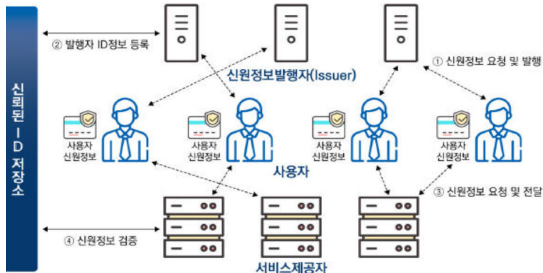 ② 발행자 ID정보 등록
① 신원정보 요청 및 발행
신원정보발행자(Issuer)
신뢰된 ID 저장소
사용자
신원정보
사용자
신원정보
사용자
신원정보
사용자
신원정보
사용자
③ 신원정보 요청 및 전달
④ 신원정보 검증
서비스제공자